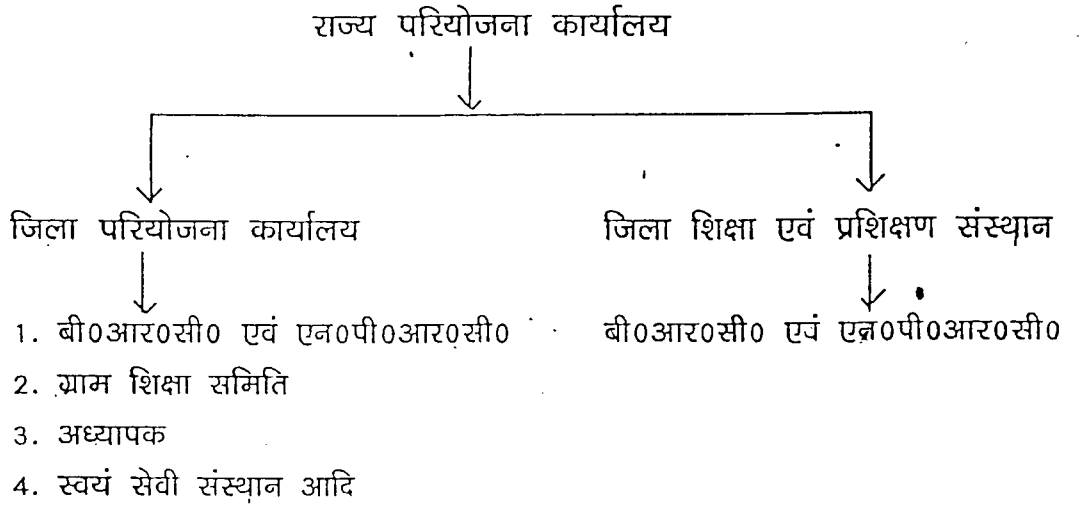 राज्य परियोजना कार्यालय
जिला परियोजना कार्यालय
जिला शिक्षा एवं प्रशिक्षण संस्थान
1. बी0आर0सी0 एवं एन0पी0आर0सी0
बी0आर0सी0 एवं एन0पी0आर0सी0
2. ग्राम शिक्षा समिति
3. अध्यापक
4. स्वयं सेवी संस्थान आदि